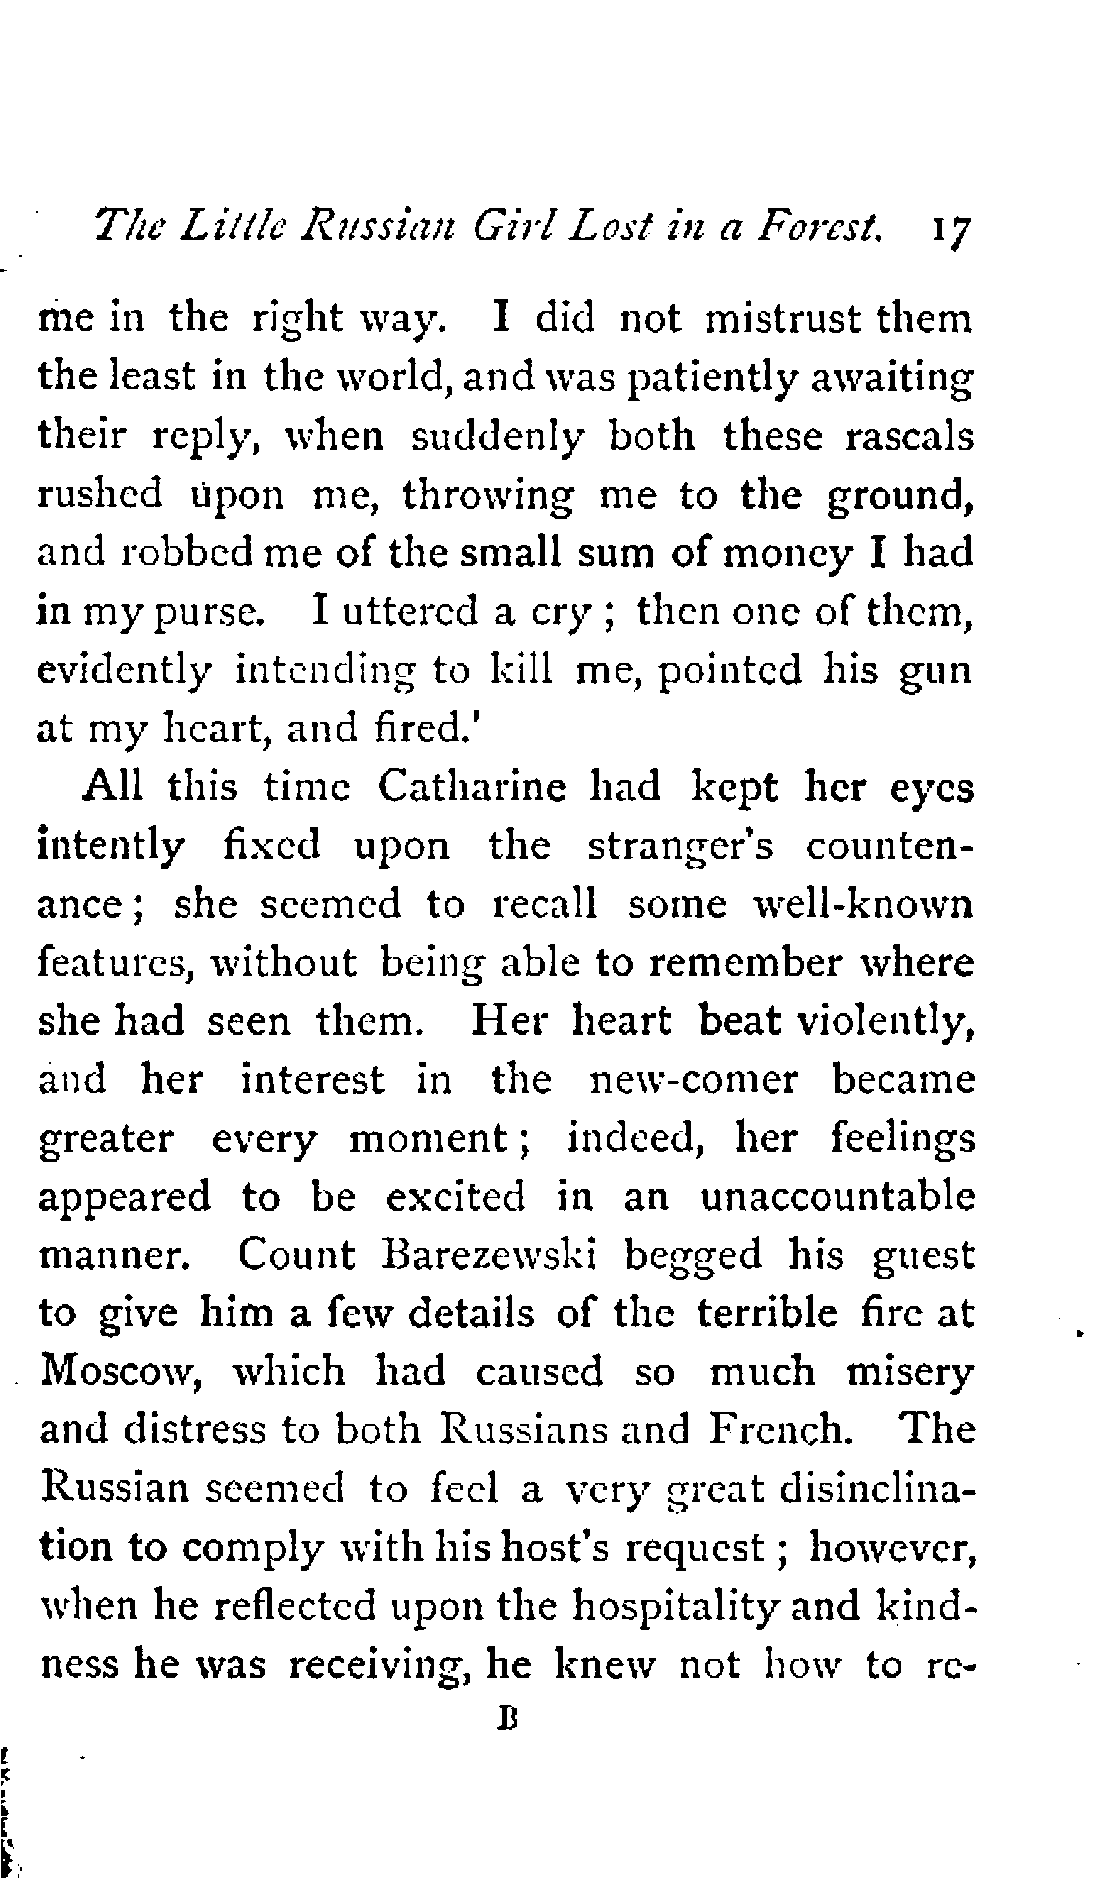 The Little Russian Girl Lost in a Forest. 17
me in the right way. I did not mistrust them
the least in the world, and was patiently awaiting
their reply, when suddenly both these rascals
rushed upon me, throwing me to the ground,
and robbed me of the small sum of money I had
in my purse. I uttered a cry ; then one of them,
evidently intending to kill me, pointed his gun
at my heart, and fired.'
All this time Catharine had kept her eyes
intently fixed upon the stranger's counten-
ance ; she seemed to recall some well-known
features, without being able to remember where
she had seen them. Her heart beat violently,
and her interest in the new-comer became
greater every moment ; indeed, her feelings
appeared to be excited in an unaccountable
manner. Count Barezewski begged his guest
to give him a few details of the terrible fire at
Moscow, which had caused so much misery
and distress to both Russians and French. The
Russian seemed to feel a very great disinclina-
tion to comply with his host's request ; however,
when he reflected upon the hospitality and kind-
ness he was receiving, he knew not how to re-
B